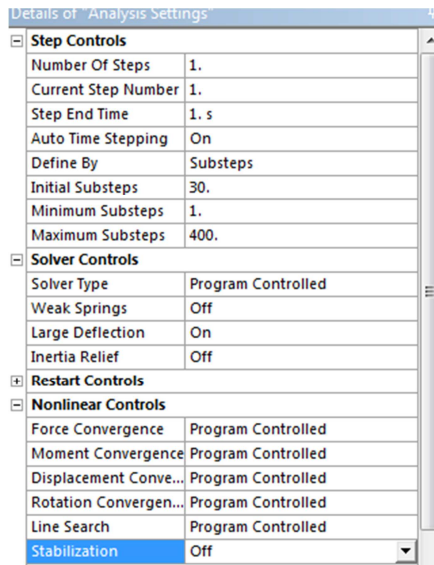 Details of "Analysis Settings"
Step Controls
Number Of Steps 1.
Current Step Number 1.
Step End Time 1. s
Auto Time Stepping On
Define By Substeps
Initial Substeps 30.
Minimum Substeps 1.
Maximum Substeps 400.
Solver Controls
Solver Type Program Controlled
Weak Springs Off
Large Deflection On
Inertia Relief Off
Restart Controls
Nonlinear Controls
Force Convergence Program Controlled
Moment Convergence Program Controlled
Displacement Conve... Program Controlled
Rotation Convergen... Program Controlled
Line Search Program Controlled
Stabilization Off